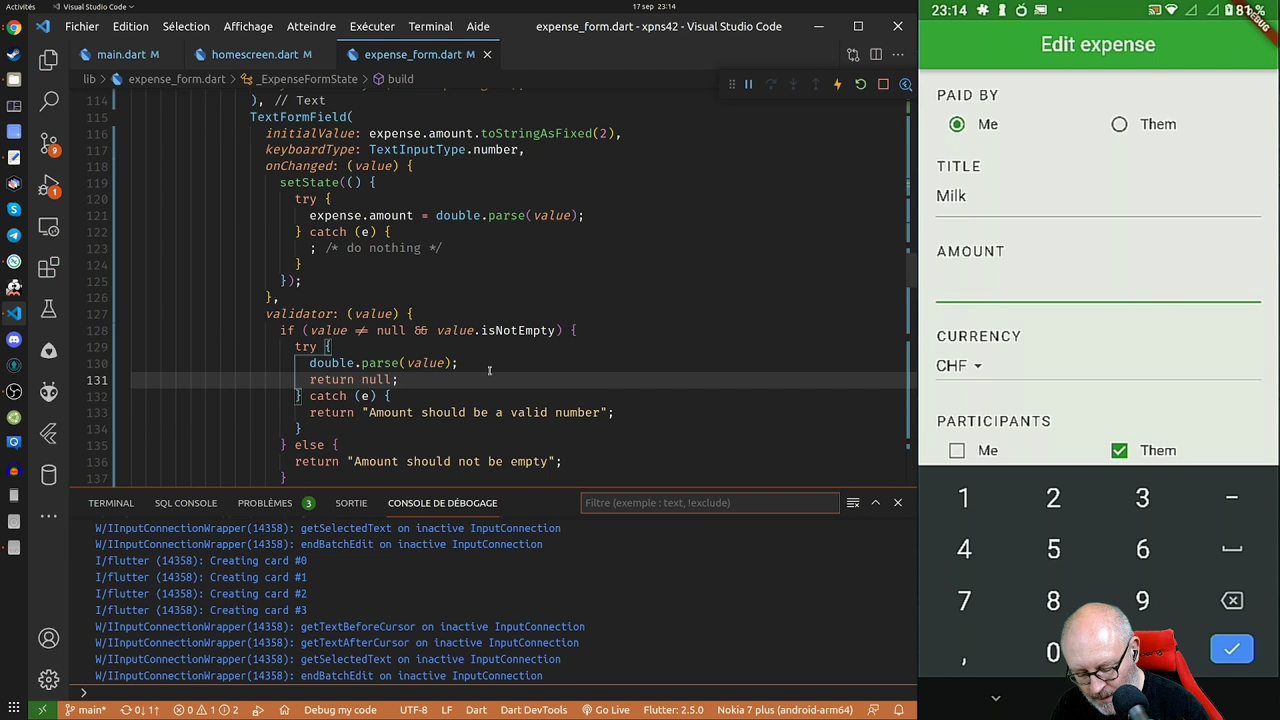 Activités
Visual Studio Code
17 sep 23:14
Fichier Edition Sélection Affichage Atteindre Exécuter Terminal Aide
expense_form.dart - xpns42 - Visual Studio Code
main.dart M
homescreen.dart M
expense_form.dart M
lib > expense_form.dart > _ExpenseFormState > build
114 ), // Text
115 TextFormField(
116 initialValue: expense.amount.toStringAsFixed(2),
117 keyboardType: TextInputType.number,
118 onChanged: (value) {
119 setState(() {
120 try {
121 expense.amount = double.parse(value);
122 } catch (e) {
123 ; /* do nothing */
124 }
125 });
126 },
127 validator: (value) {
128 if (value ≠ null && value.isNotEmpty) {
129 try {
130 double.parse(value);
131 return null;
132 } catch (e) {
133 return "Amount should be a valid number";
134 }
135 } else {
136 return "Amount should not be empty";
137 }
9
1
TERMINAL SQL CONSOLE PROBLÈMES 3 SORTIE CONSOLE DE DÉBOGAGE
Filtre (exemple : text, !exclude)
W/IInputConnectionWrapper(14358): getSelectedText on inactive InputConnection
W/IInputConnectionWrapper(14358): endBatchEdit on inactive InputConnection
I/flutter (14358): Creating card #0
I/flutter (14358): Creating card #1
I/flutter (14358): Creating card #2
I/flutter (14358): Creating card #3
W/IInputConnectionWrapper(14358): getTextBeforeCursor on inactive InputConnection
W/IInputConnectionWrapper(14358): getTextAfterCursor on inactive InputConnection
W/IInputConnectionWrapper(14358): getSelectedText on inactive InputConnection
W/IInputConnectionWrapper(14358): endBatchEdit on inactive InputConnection
main* 0↓ 1↑ 0 1 2 Debug my code UTF-8 LF Dart Dart DevTools Go Live Flutter: 2.5.0 Nokia 7 plus (android-arm64)
23:14
81 %
Edit expense
PAID BY
Me Them
TITLE
Milk
AMOUNT
CURRENCY
CHF
PARTICIPANTS
Me Them
1 2 3 −
4 5 6
7 8 9
, 0